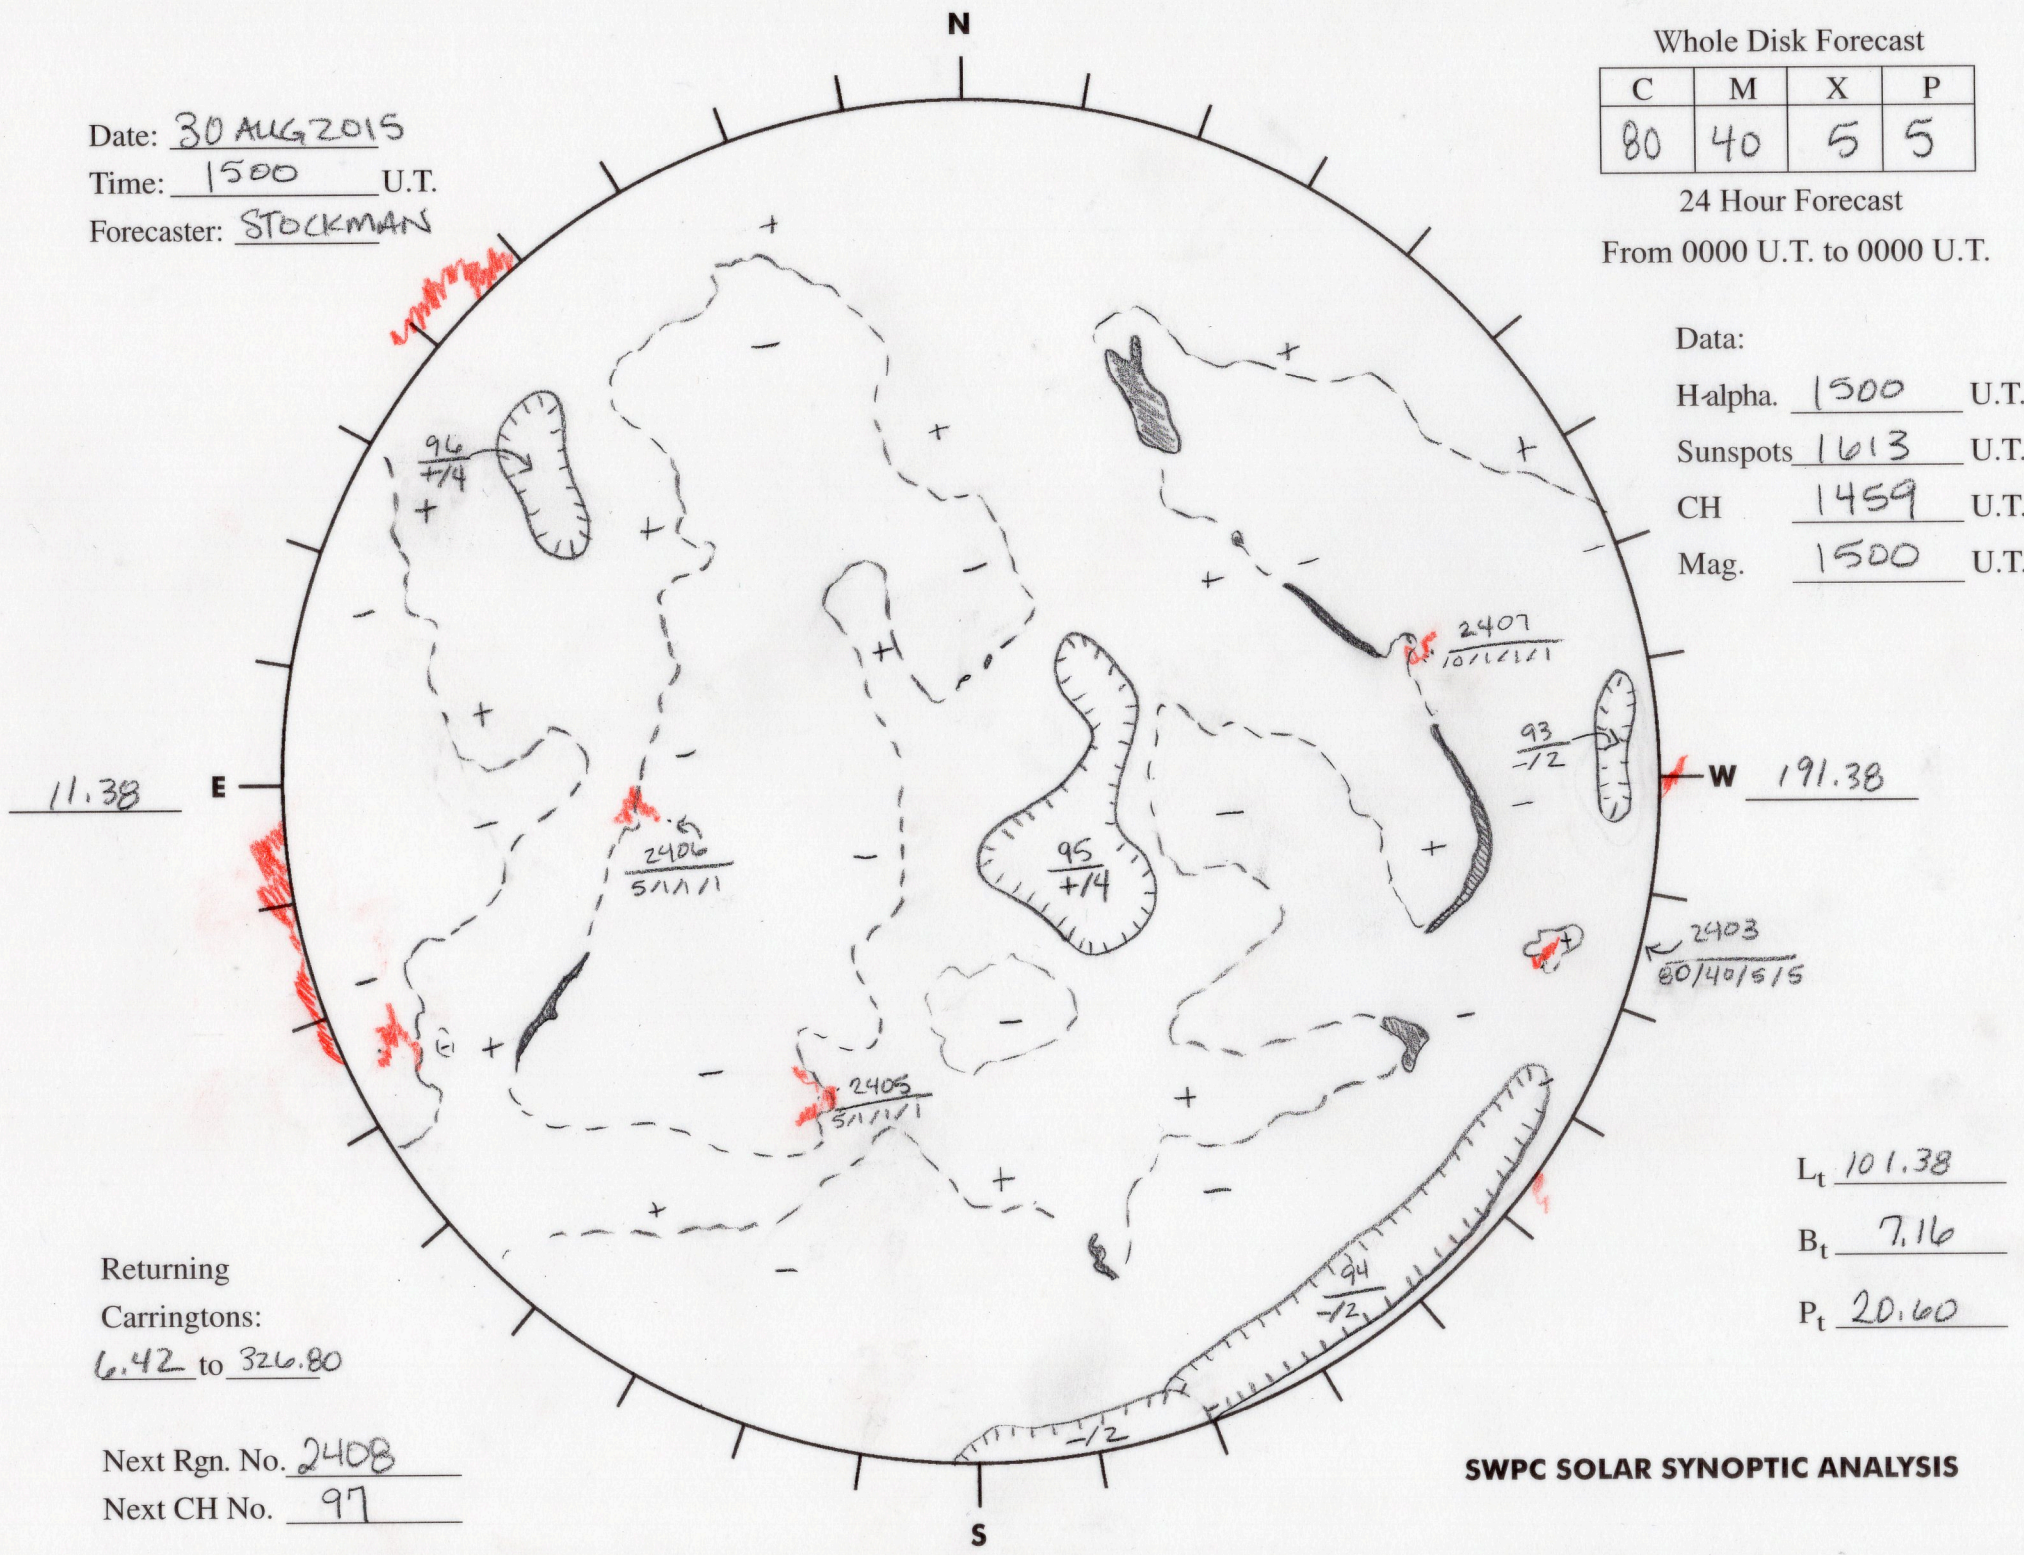 N
Whole Disk Forecast
C M X P
80 40 5 5
24 Hour Forecast
From 0000 U.T. to 0000 U.T.
Date: 30 AUG 2015
Time: 1500 U.T.
Forecaster: STOCKMAN
Data:
H-alpha. 1500 U.T.
Sunspots 1613 U.T.
CH 1459 U.T.
Mag. 1500 U.T.
96
+/4
2407
10/1/1/1
93
-/2
11.38 E
W 191.38
2406
5/1/1/1
95
+/4
2403
80/40/5/5
2405
5/1/1/1
Lt 101.38
Bt 7.16
Pt 20.60
94
-/2
-/2
Returning
Carringtons:
6.42 to 326.80
Next Rgn. No. 2408
Next CH No. 97
SWPC SOLAR SYNOPTIC ANALYSIS
S